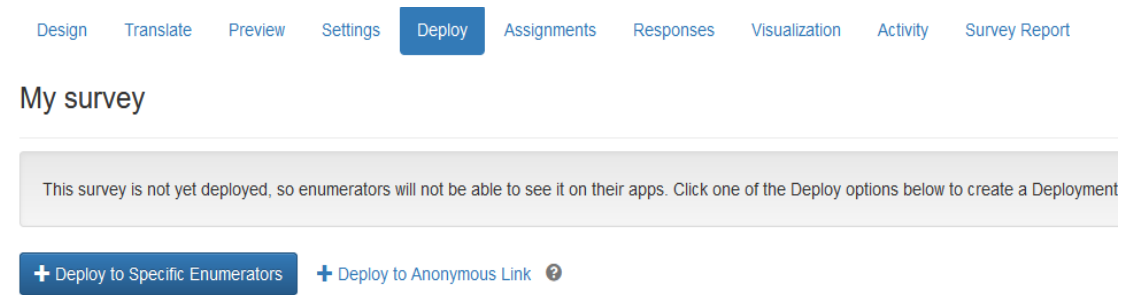 Design Translate Preview Settings Deploy Assignments Responses Visualization Activity Survey Report
My survey
This survey is not yet deployed, so enumerators will not be able to see it on their apps. Click one of the Deploy options below to create a Deployment
+ Deploy to Specific Enumerators + Deploy to Anonymous Link ?